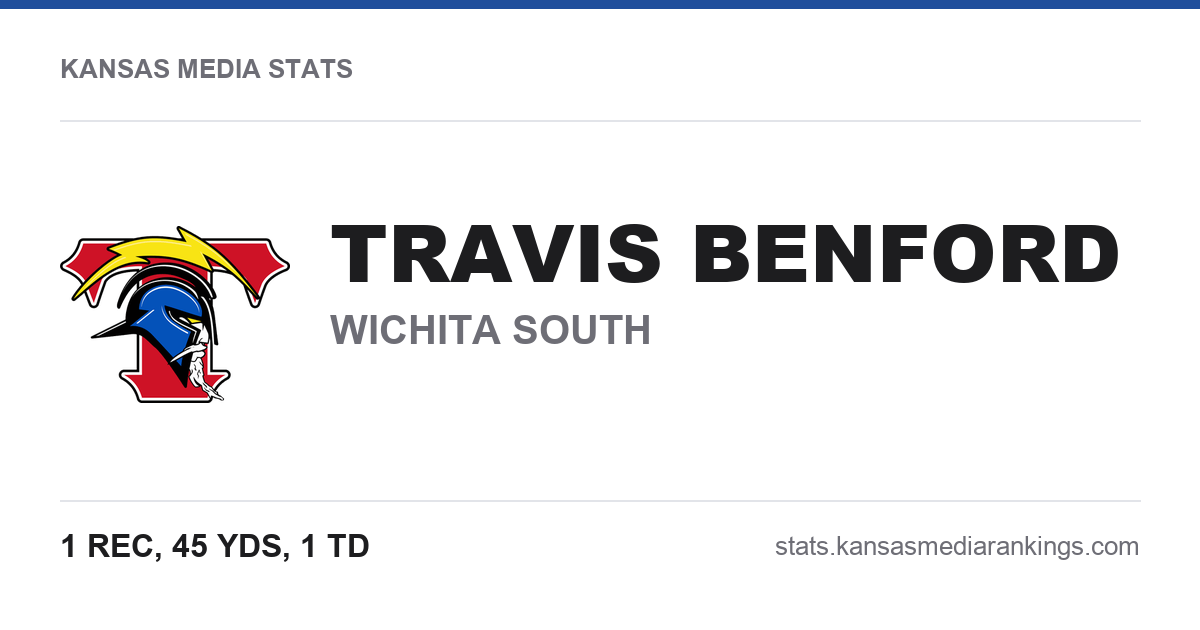 KANSAS MEDIA STATS
TRAVIS BENFORD
WICHITA SOUTH
1 REC, 45 YDS, 1 TD
stats.kansasmediarankings.com